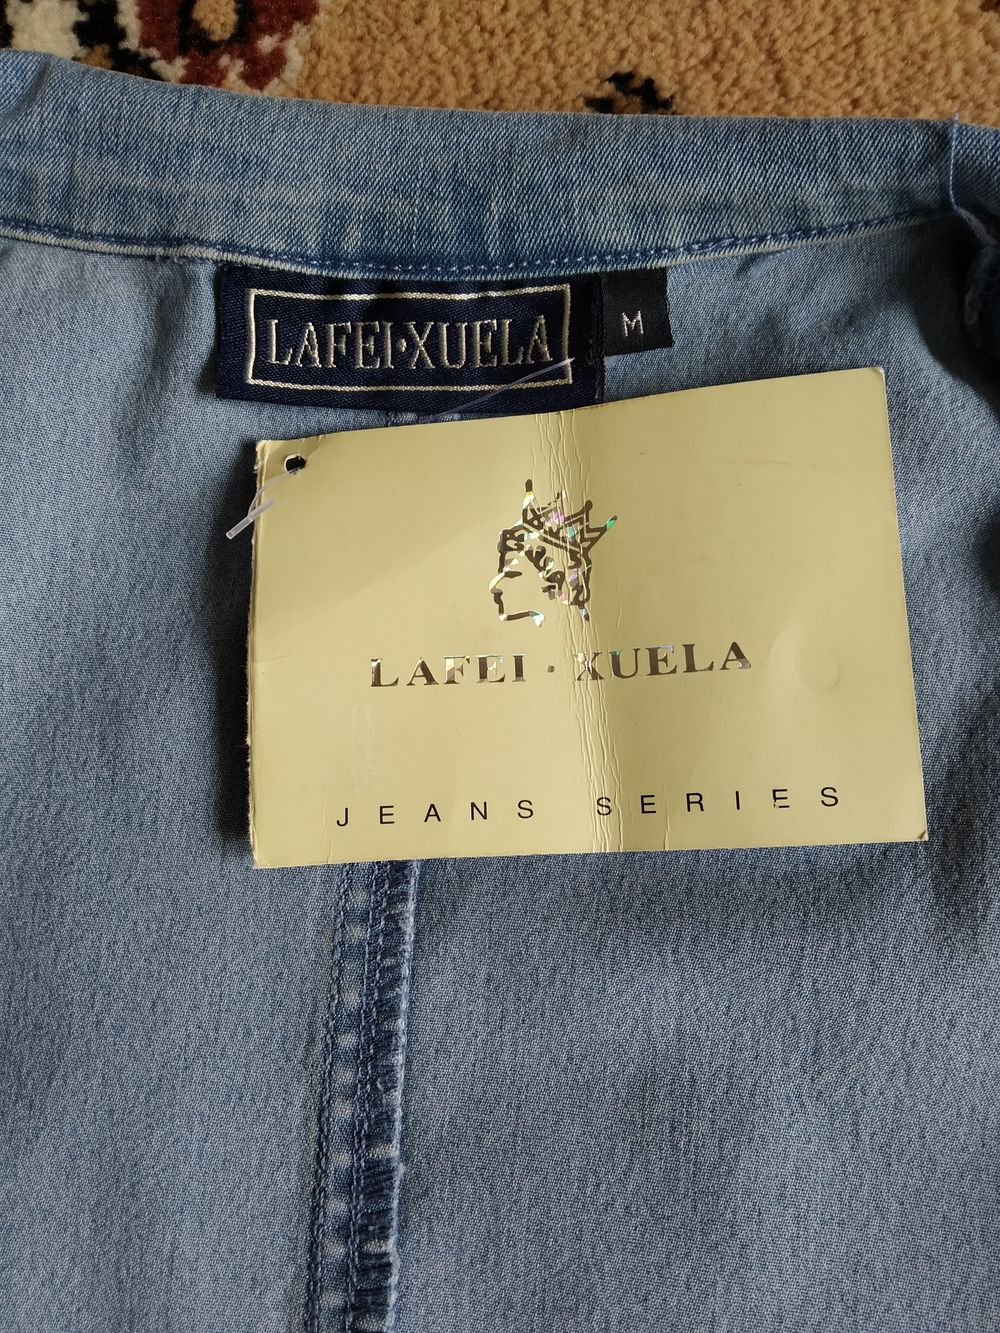 LAFEI·XUELA
M
LAFEI · XUELA
JEANS SERIES